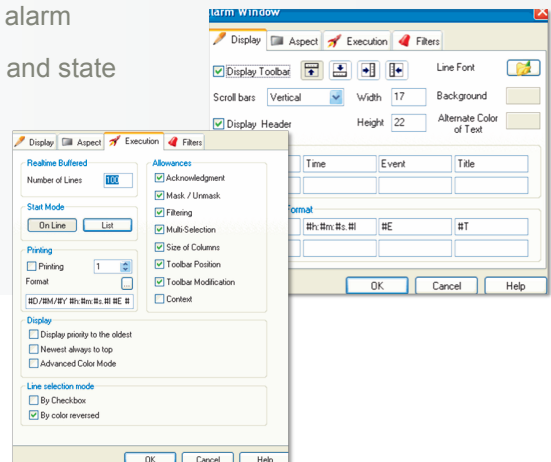 alarm
and state
larm Window
Display Aspect Execution Filters
Display Toolbar Line Font
Scroll bars Vertical Width 17 Background
Display Header Height 22 Alternate Color of Text
Time Event Title
Format
#h:#m:#s.#l #E #T
OK Cancel Help
Display Aspect Execution Filters
Realtime Buffered
Number of Lines 100
Start Mode
On Line List
Printing
Printing 1
Format ...
#D/#M/#Y #h:#m:#s.#l #E #
Allowances
Acknowledgment
Mask / Unmask
Filtering
Multi-Selection
Size of Columns
Toolbar Position
Toolbar Modification
Context
Display
Display priority to the oldest
Newest always to top
Advanced Color Mode
Line selection mode
By Checkbox
By color reversed
OK Cancel Help